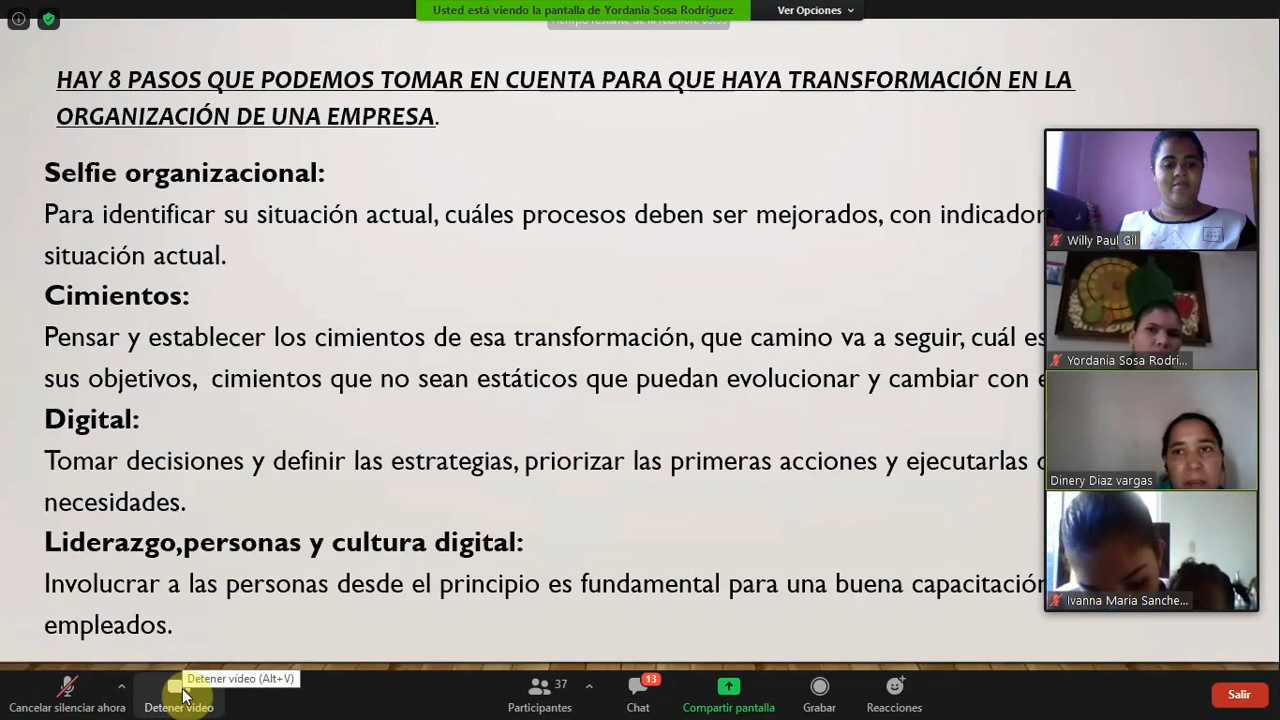 Usted está viendo la pantalla de Yordania Sosa Rodriguez
Ver Opciones
HAY 8 PASOS QUE PODEMOS TOMAR EN CUENTA PARA QUE HAYA TRANSFORMACIÓN EN LA
ORGANIZACIÓN DE UNA EMPRESA.
Selfie organizacional:
Para identificar su situación actual, cuáles procesos deben ser mejorados, con
situación actual.
Cimientos:
Pensar y establecer los cimientos de esa transformación, que camino va a seguir, cuál
sus objetivos, cimientos que no sean estáticos que puedan evolucionar y cambiar con
Digital:
Tomar decisiones y definir las estrategias, priorizar las primeras acciones y ejecutarlas
necesidades.
Liderazgo,personas y cultura digital:
Involucrar a las personas desde el principio es fundamental para una buena
empleados.
Willy Paul Gil
Yordania Sosa Rodri...
Dinery Diaz vargas
Ivanna Maria Sanche...
Detener vídeo (Alt+V)
Cancelar silenciar ahora
Detener vídeo
37
Participantes
13
Chat
Compartir pantalla
Grabar
Reacciones
Salir